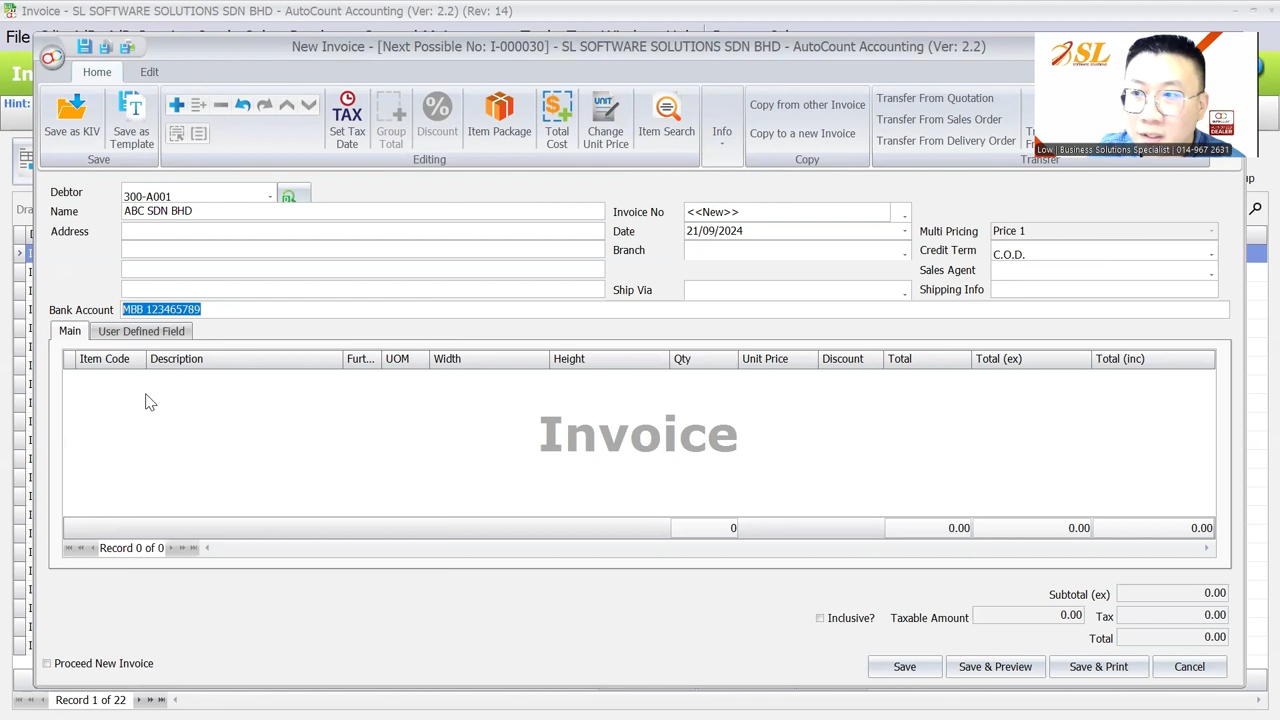 Invoice - SL SOFTWARE SOLUTIONS SDN BHD - AutoCount Accounting (Ver: 2.2) (Rev: 14)
File
New Invoice - [Next Possible No: I-000030] - SL SOFTWARE SOLUTIONS SDN BHD - AutoCount Accounting (Ver: 2.2)
SL
In
Home Edit
Hint:
Save as KIV
Save as Template
Set Tax Date
Group Total
Discount
Item Package
Total Cost
Change Unit Price
Item Search
Info
Copy from other Invoice
Copy to a new Invoice
Transfer From Quotation
Transfer From Sales Order
Transfer From Delivery Order
Low | Business Solutions Specialist | 014-967 2631
Save Editing Copy Transfer
Debtor 300-A001
Name ABC SDN BHD Invoice No <<New>>
Address Date 21/09/2024 Multi Pricing Price 1
Branch Credit Term C.O.D.
Sales Agent
Ship Via Shipping Info
Bank Account MBB 123465789
Main User Defined Field
Item Code Description Furt... UOM Width Height Qty Unit Price Discount Total Total (ex) Total (inc)
Invoice
0 0.00 0.00 0.00
Record 0 of 0
Subtotal (ex) 0.00
Inclusive? Taxable Amount 0.00 Tax 0.00
Total 0.00
Proceed New Invoice Save Save & Preview Save & Print Cancel
Record 1 of 22